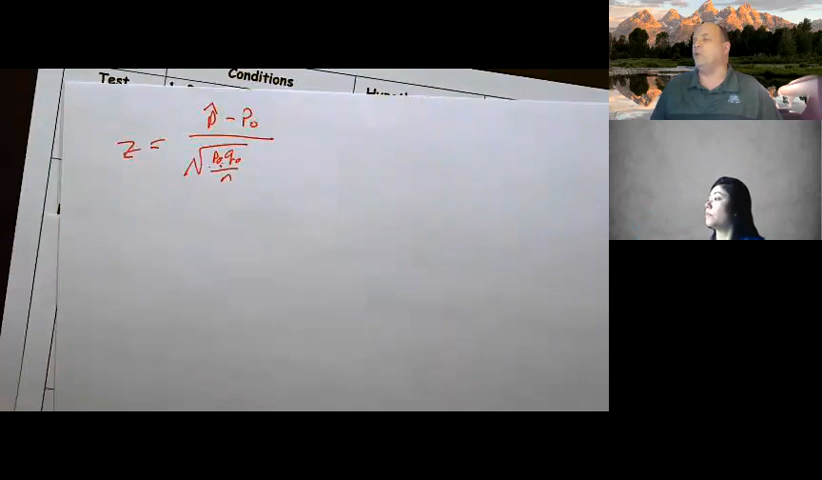 Test
Conditions
z = (p̂ - p₀) / √(p₀q₀/n)